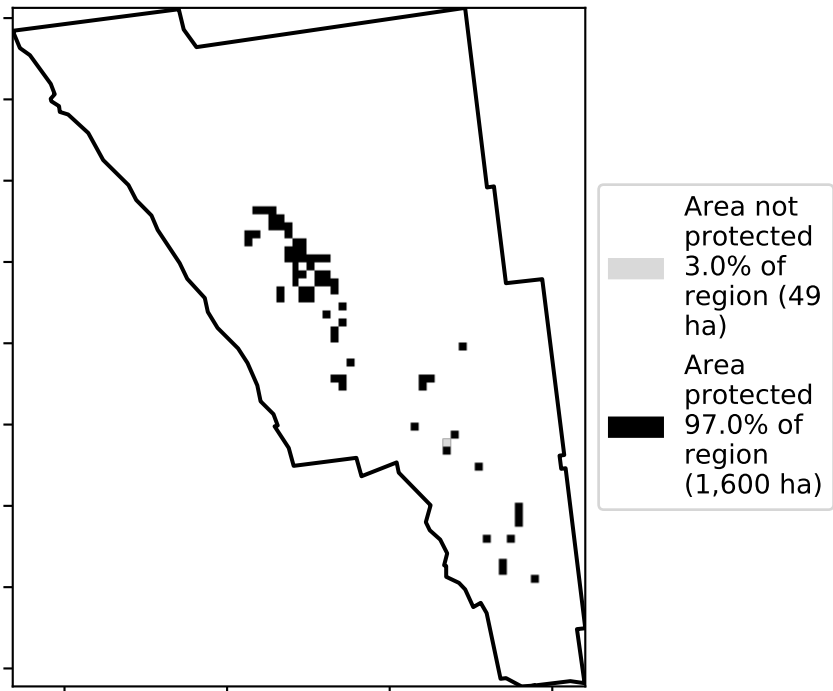 Area not
protected
3.0% of
region (49
ha)
Area
protected
97.0% of
region
(1,600 ha)